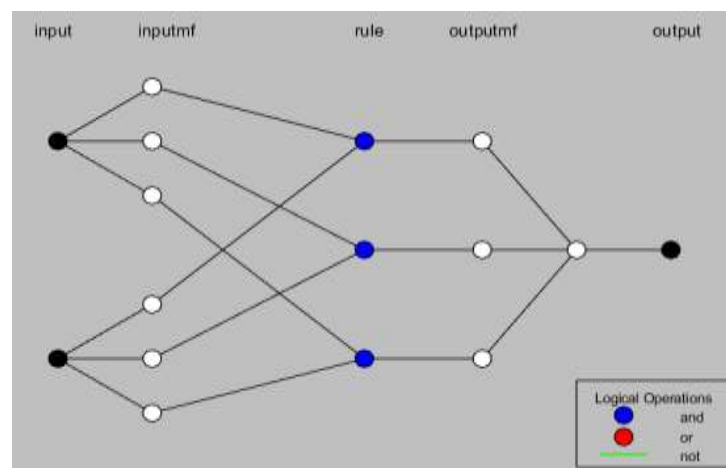 input inputmf rule outputmf output
Logical Operations
and
or
not